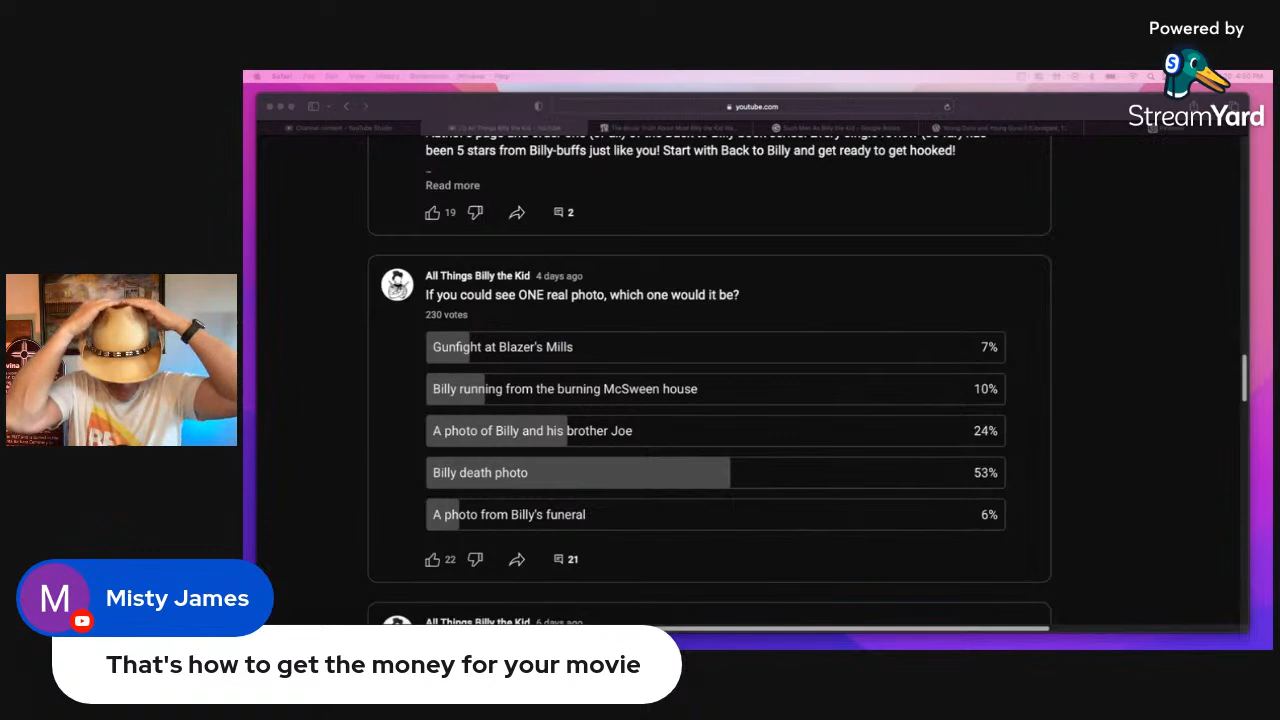 Powered by
StreamYard
youtube.com
been 5 stars from Billy-buffs just like you! Start with Back to Billy and get ready to get hooked!
Read more
19
2
All Things Billy the Kid 4 days ago
If you could see ONE real photo, which one would it be?
230 votes
Gunfight at Blazer's Mills 7%
Billy running from the burning McSween house 10%
A photo of Billy and his brother Joe 24%
Billy death photo 53%
A photo from Billy's funeral 6%
22
21
All Things Billy the Kid 6 days ago
M
Misty James
That's how to get the money for your movie